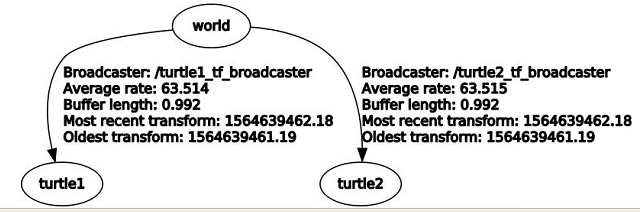 world
Broadcaster: /turtle1_tf_broadcaster
Average rate: 63.514
Buffer length: 0.992
Most recent transform: 1564639462.18
Oldest transform: 1564639461.19
Broadcaster: /turtle2_tf_broadcaster
Average rate: 63.515
Buffer length: 0.992
Most recent transform: 1564639462.18
Oldest transform: 1564639461.19
turtle1
turtle2